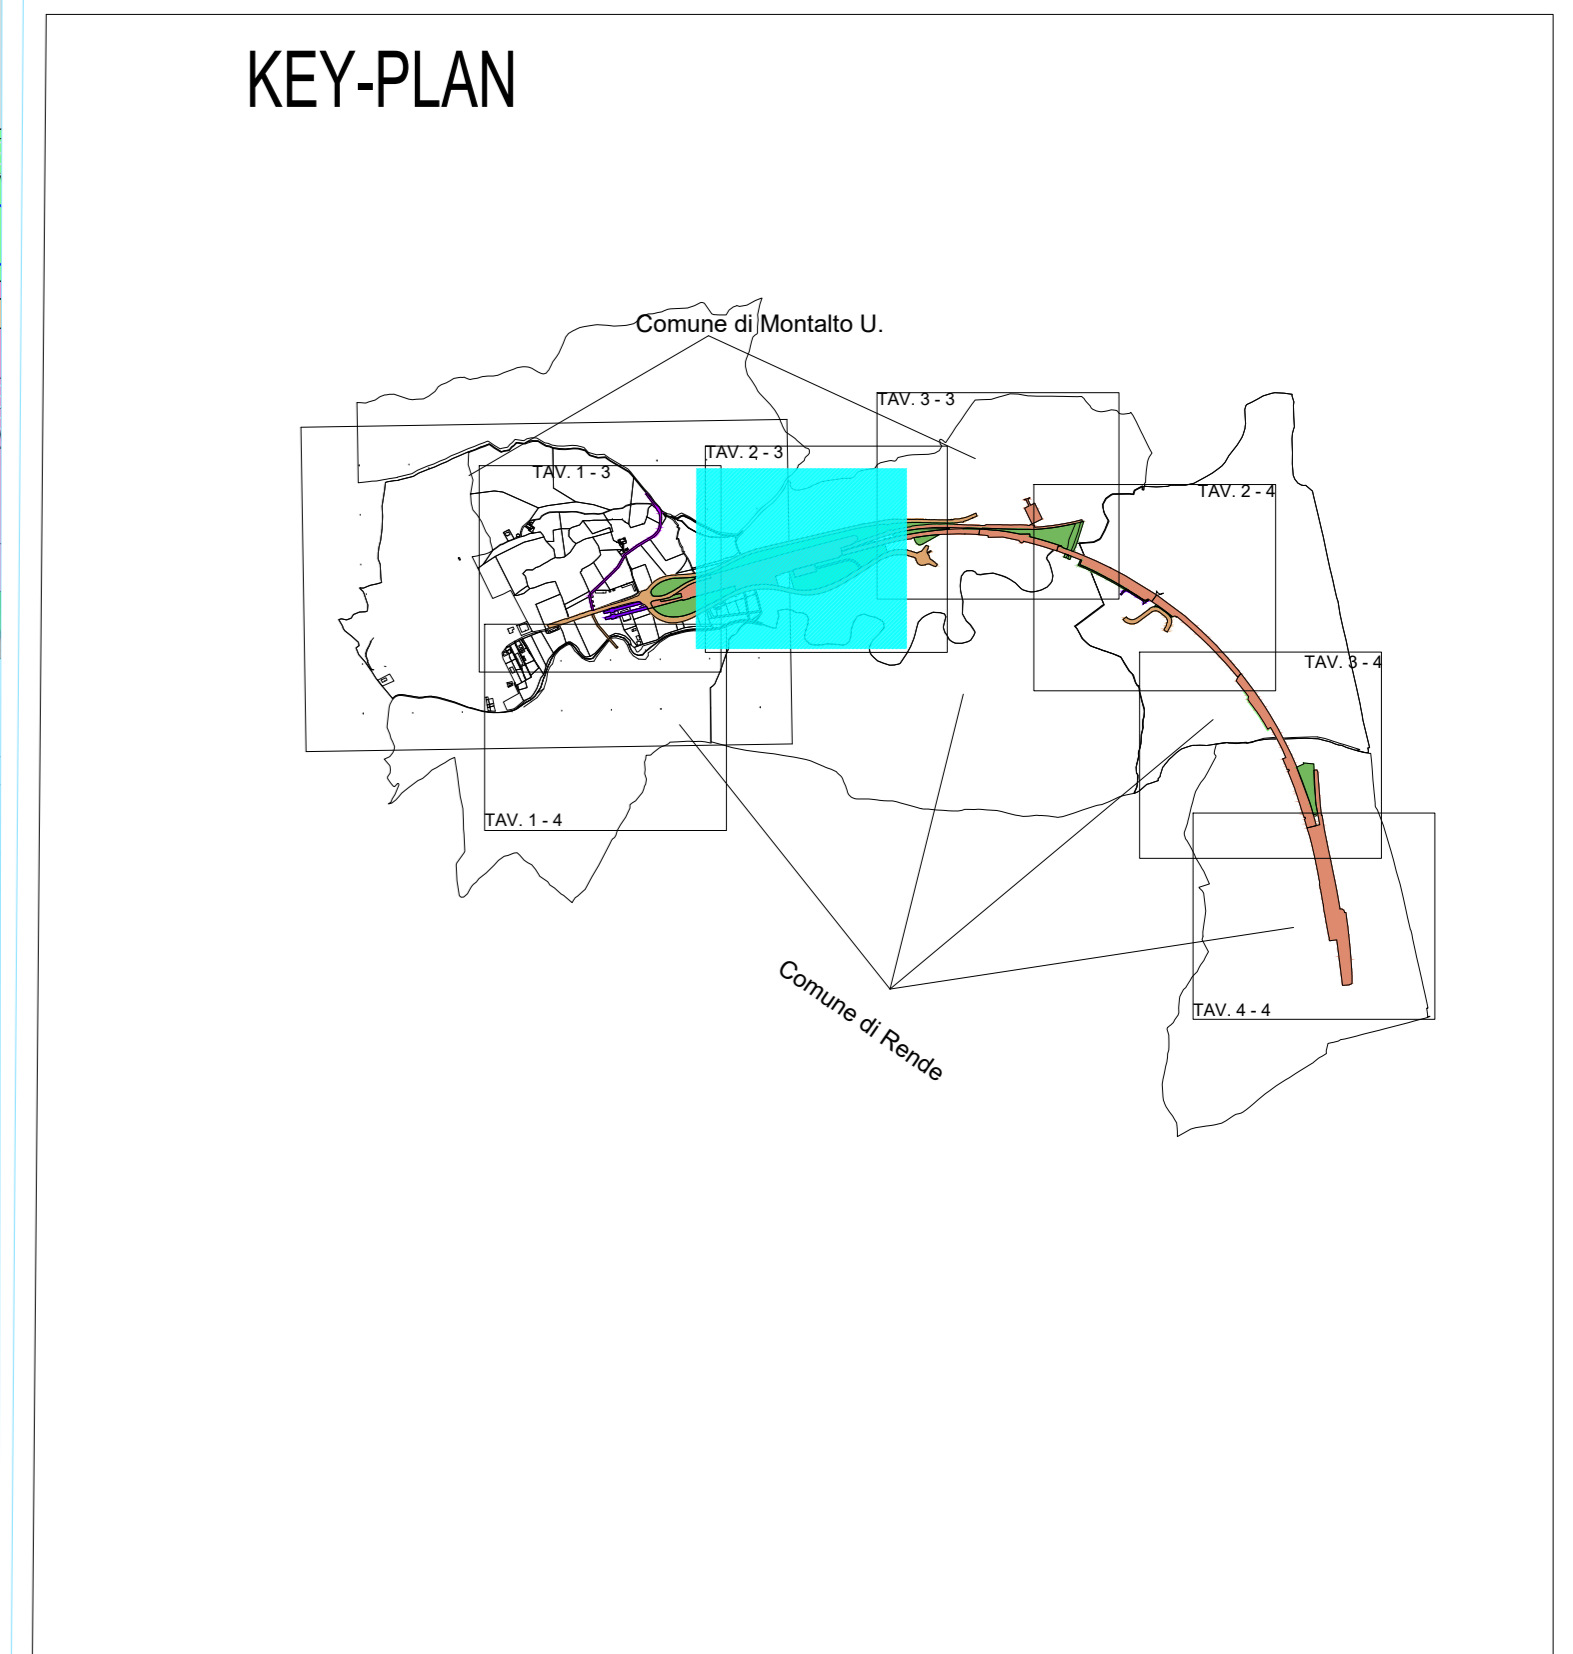 KEY-PLAN
Comune di Montalto U.
TAV. 3 - 3
TAV. 2 - 3
TAV. 1 - 3
TAV. 2 - 4
TAV. 3 - 4
TAV. 1 - 4
TAV. 4 - 4
Comune di Rende